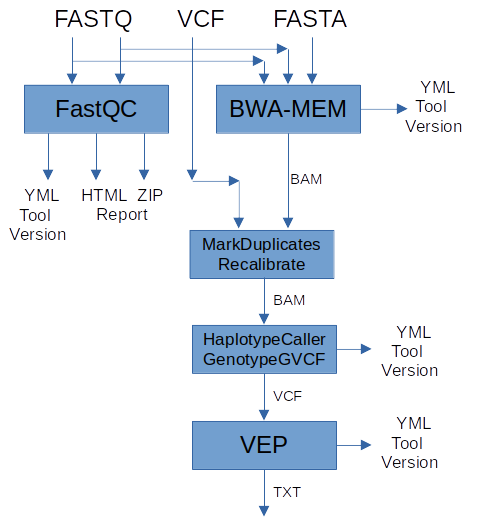 FASTQ VCF FASTA
FastQC
BWA-MEM
YML
Tool
Version
YML
Tool
Version
HTML ZIP
Report
BAM
MarkDuplicates
Recalibrate
BAM
HaplotypeCaller
GenotypeGVCF
YML
Tool
Version
VCF
VEP
YML
Tool
Version
TXT